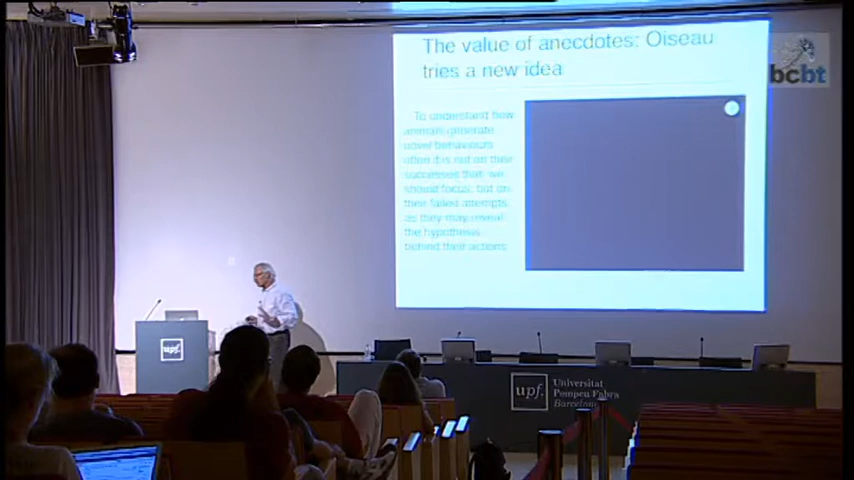 The value of anecdotes: Oiseau
tries a new idea
bcbt
To understand how
animals generate
novel behaviours
often it is not on their
successes that we
should focus, but on
their failed attempts
as they may reveal
the hypothesis
behind their actions
upf.
upf.
Universitat
Pompeu Fabra
Barcelona